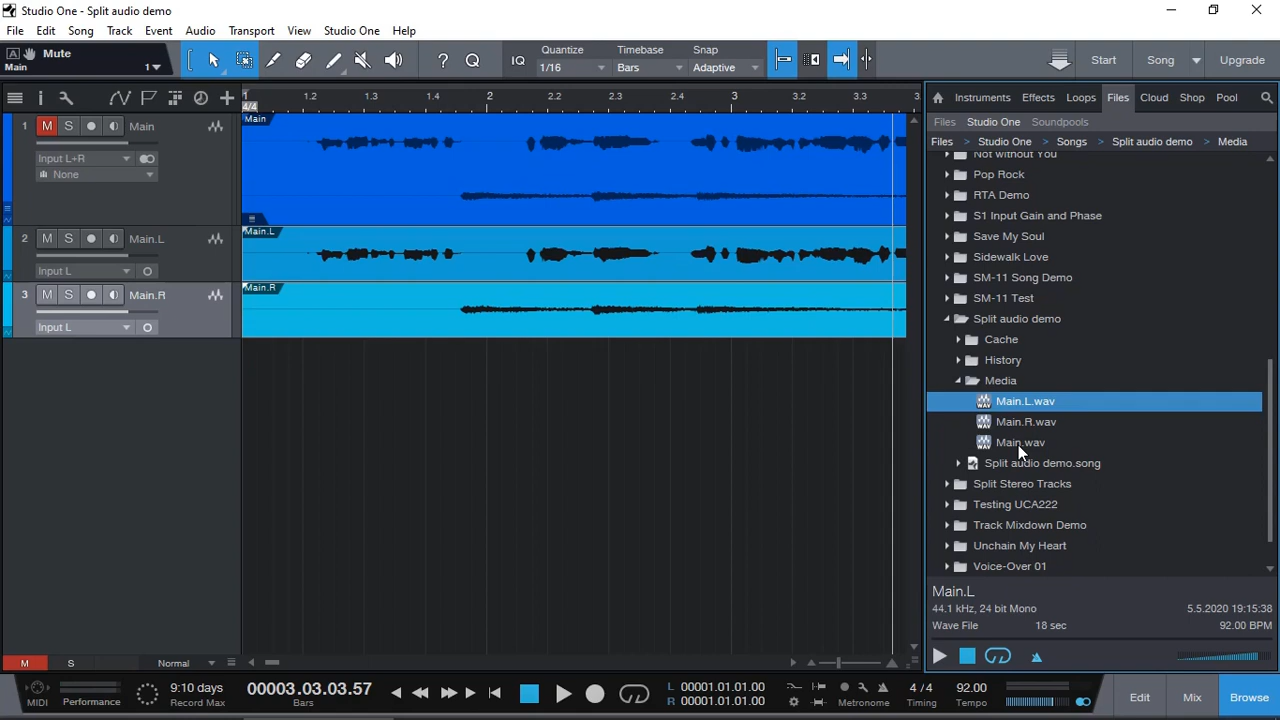 Studio One - Split audio demo
File Edit Song Track Event Audio Transport View Studio One Help
Mute
Main 1
IQ
Quantize
1/16
Timebase
Bars
Snap
Adaptive
Start Song Upgrade
1 1.2 1.3 1.4 2 2.2 2.3 2.4 3 3.2 3.3 3.
4/4
1 M S Main
Input L+R
None
Main
2 M S Main.L
Input L
Main.L
3 M S Main.R
Input L
Main.R
Instruments Effects Loops Files Cloud Shop Pool
Files Studio One Soundpools
Files > Studio One > Songs > Split audio demo > Media
Not without You
Pop Rock
RTA Demo
S1 Input Gain and Phase
Save My Soul
Sidewalk Love
SM-11 Song Demo
SM-11 Test
Split audio demo
Cache
History
Media
Main.L.wav
Main.R.wav
Main.wav
Split audio demo.song
Split Stereo Tracks
Testing UCA222
Track Mixdown Demo
Unchain My Heart
Voice-Over 01
Main.L
44.1 kHz, 24 bit Mono 5.5.2020 19:15:38
Wave File 18 sec 92.00 BPM
M S Normal
MIDI
Performance
9:10 days
Record Max
00003.03.03.57
Bars
L 00001.01.01.00
R 00001.01.01.00
Metronome
4 / 4
Timing
92.00
Tempo
Edit Mix Browse